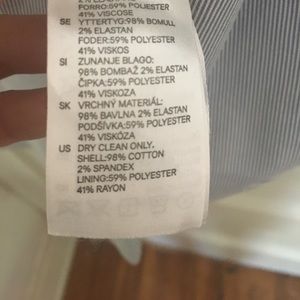 FORRO:59% POLIÉSTER
41% VISCOSE
SE YTTERTYG:98% BOMULL
2% ELASTAN
FODER:59% POLYESTER
41% VISKOS
SI ZUNANJE BLAGO:
98% BOMBAŽ 2% ELASTAN
ČIPKA:59% POLYESTER
41% VISKOZA
SK VRCHNÝ MATERIÁL:
98% BAVLNA 2% ELASTAN
PODŠÍVKA:59% POLYESTER
41% VISKÓZA
US DRY CLEAN ONLY.
SHELL:98% COTTON
2% SPANDEX
LINING:59% POLYESTER
41% RAYON